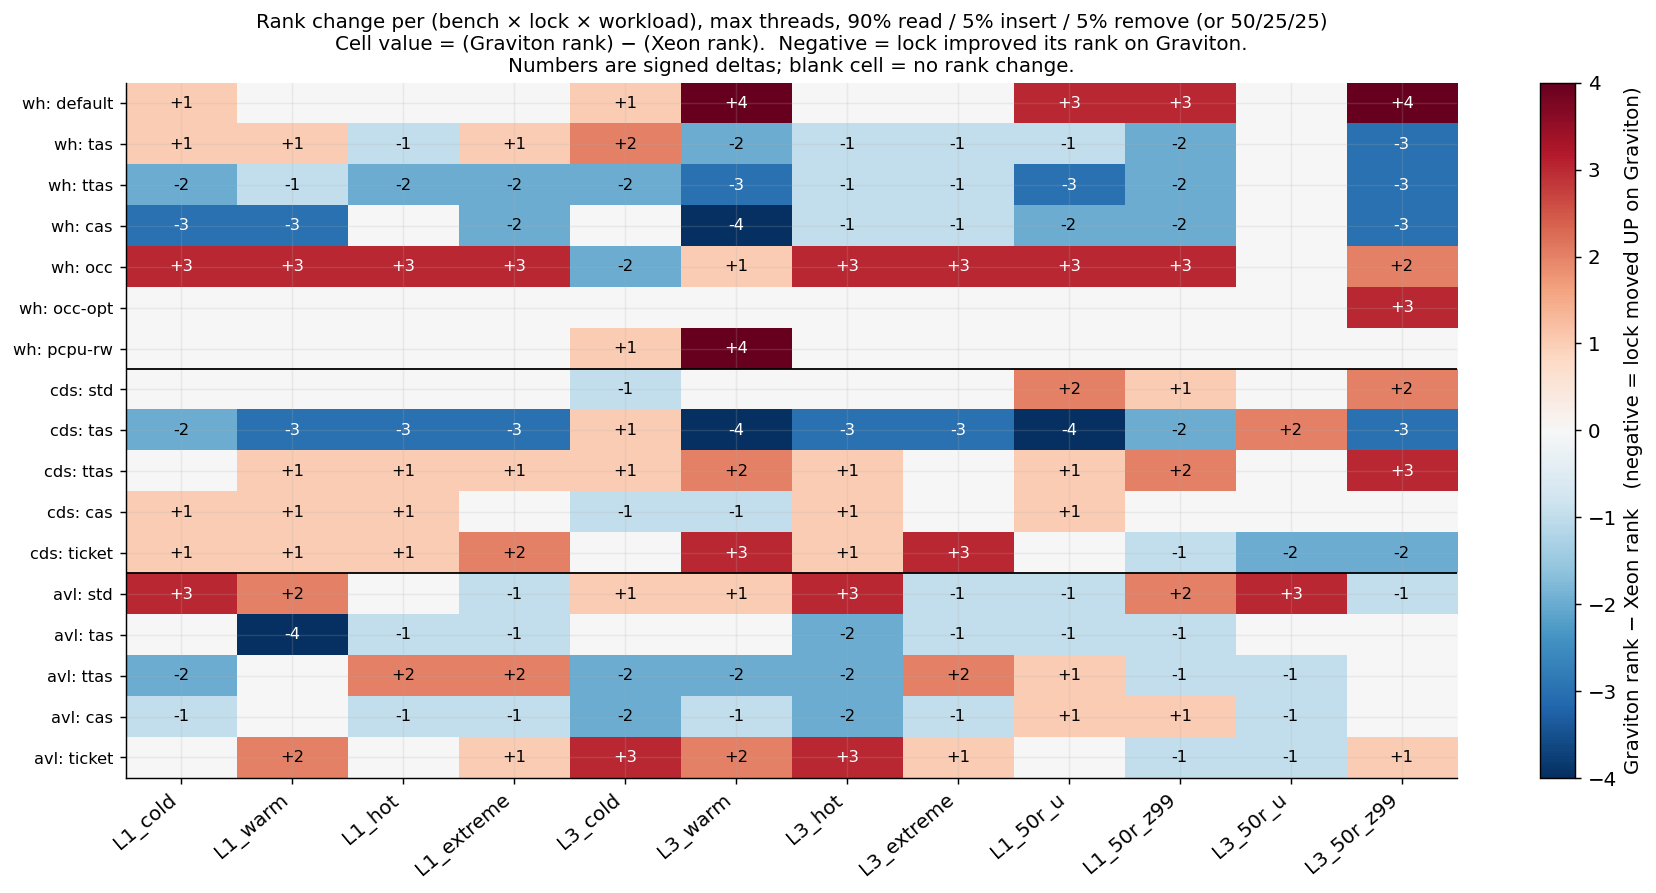 Rank change per (bench × lock × workload), max threads, 90% read / 5% insert / 5% remove (or 50/25/25)
Cell value = (Graviton rank) − (Xeon rank).  Negative = lock improved its rank on Graviton.
Numbers are signed deltas; blank cell = no rank change.
wh: default +1 +1 +4 +3 +3 +4
wh: tas +1 +1 -1 +1 +2 -2 -1 -1 -1 -2 -3
wh: ttas -2 -1 -2 -2 -2 -3 -1 -1 -3 -2 -3
wh: cas -3 -3 -2 -4 -1 -1 -2 -2 -3
wh: occ +3 +3 +3 +3 -2 +1 +3 +3 +3 +3 +2
wh: occ-opt +3
wh: pcpu-rw +1 +4
cds: std -1 +2 +1 +2
cds: tas -2 -3 -3 -3 +1 -4 -3 -3 -4 -2 +2 -3
cds: ttas +1 +1 +1 +1 +2 +1 +1 +2 +3
cds: cas +1 +1 +1 -1 -1 +1 +1
cds: ticket +1 +1 +1 +2 +3 +1 +3 -1 -2 -2
avl: std +3 +2 -1 +1 +1 +3 -1 -1 +2 +3 -1
avl: tas -4 -1 -1 -2 -1 -1 -1
avl: ttas -2 +2 +2 -2 -2 -2 +2 +1 -1 -1
avl: cas -1 -1 -1 -2 -1 -2 -1 +1 +1 -1
avl: ticket +2 +1 +3 +2 +3 +1 -1 -1 +1
L1_cold L1_warm L1_hot L1_extreme L3_cold L3_warm L3_hot L3_extreme L1_50r_u L1_50r_z99 L3_50r_u L3_50r_z99
4
3
2
1
0
−1
−2
−3
−4
Graviton rank − Xeon rank   (negative = lock moved UP on Graviton)